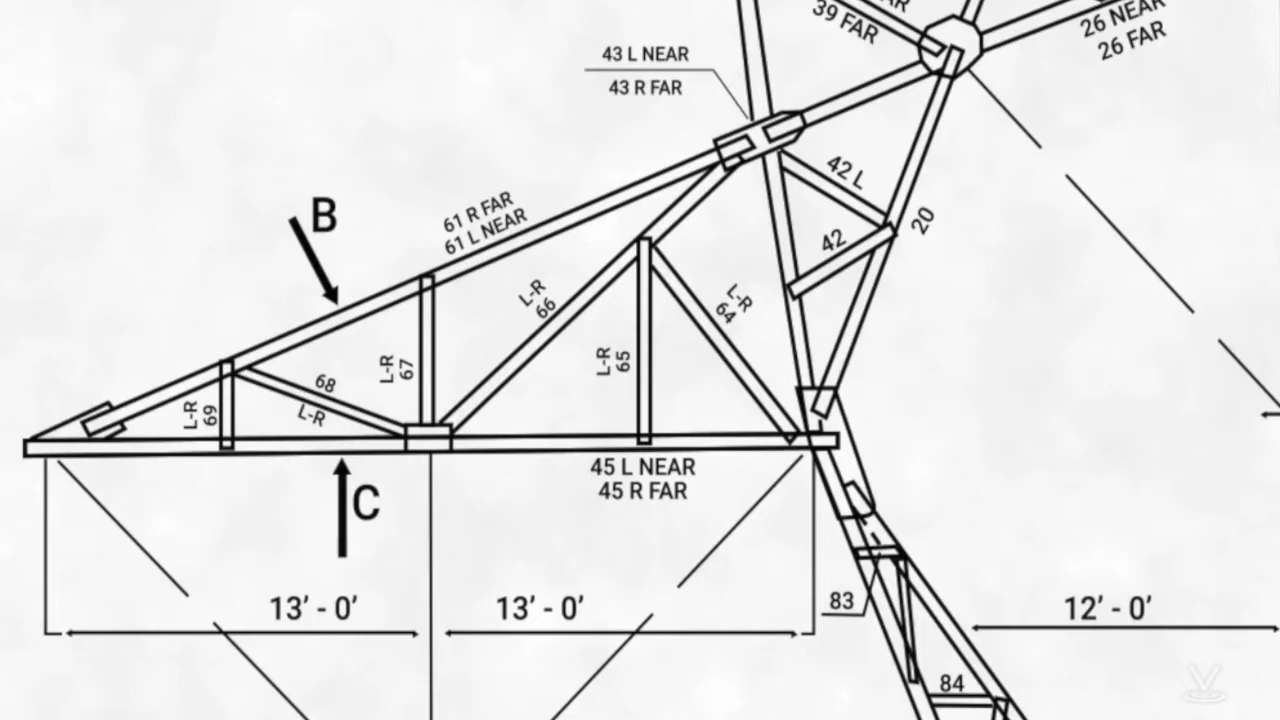 39 FAR
26 NEAR
26 FAR
43 L NEAR
43 R FAR
42 L
42
20
B
61 R FAR
61 L NEAR
L-R
66
L-R
64
L-R
65
L-R
67
68
L-R
L-R
69
45 L NEAR
45 R FAR
C
13' - 0'
13' - 0'
12' - 0'
83
84